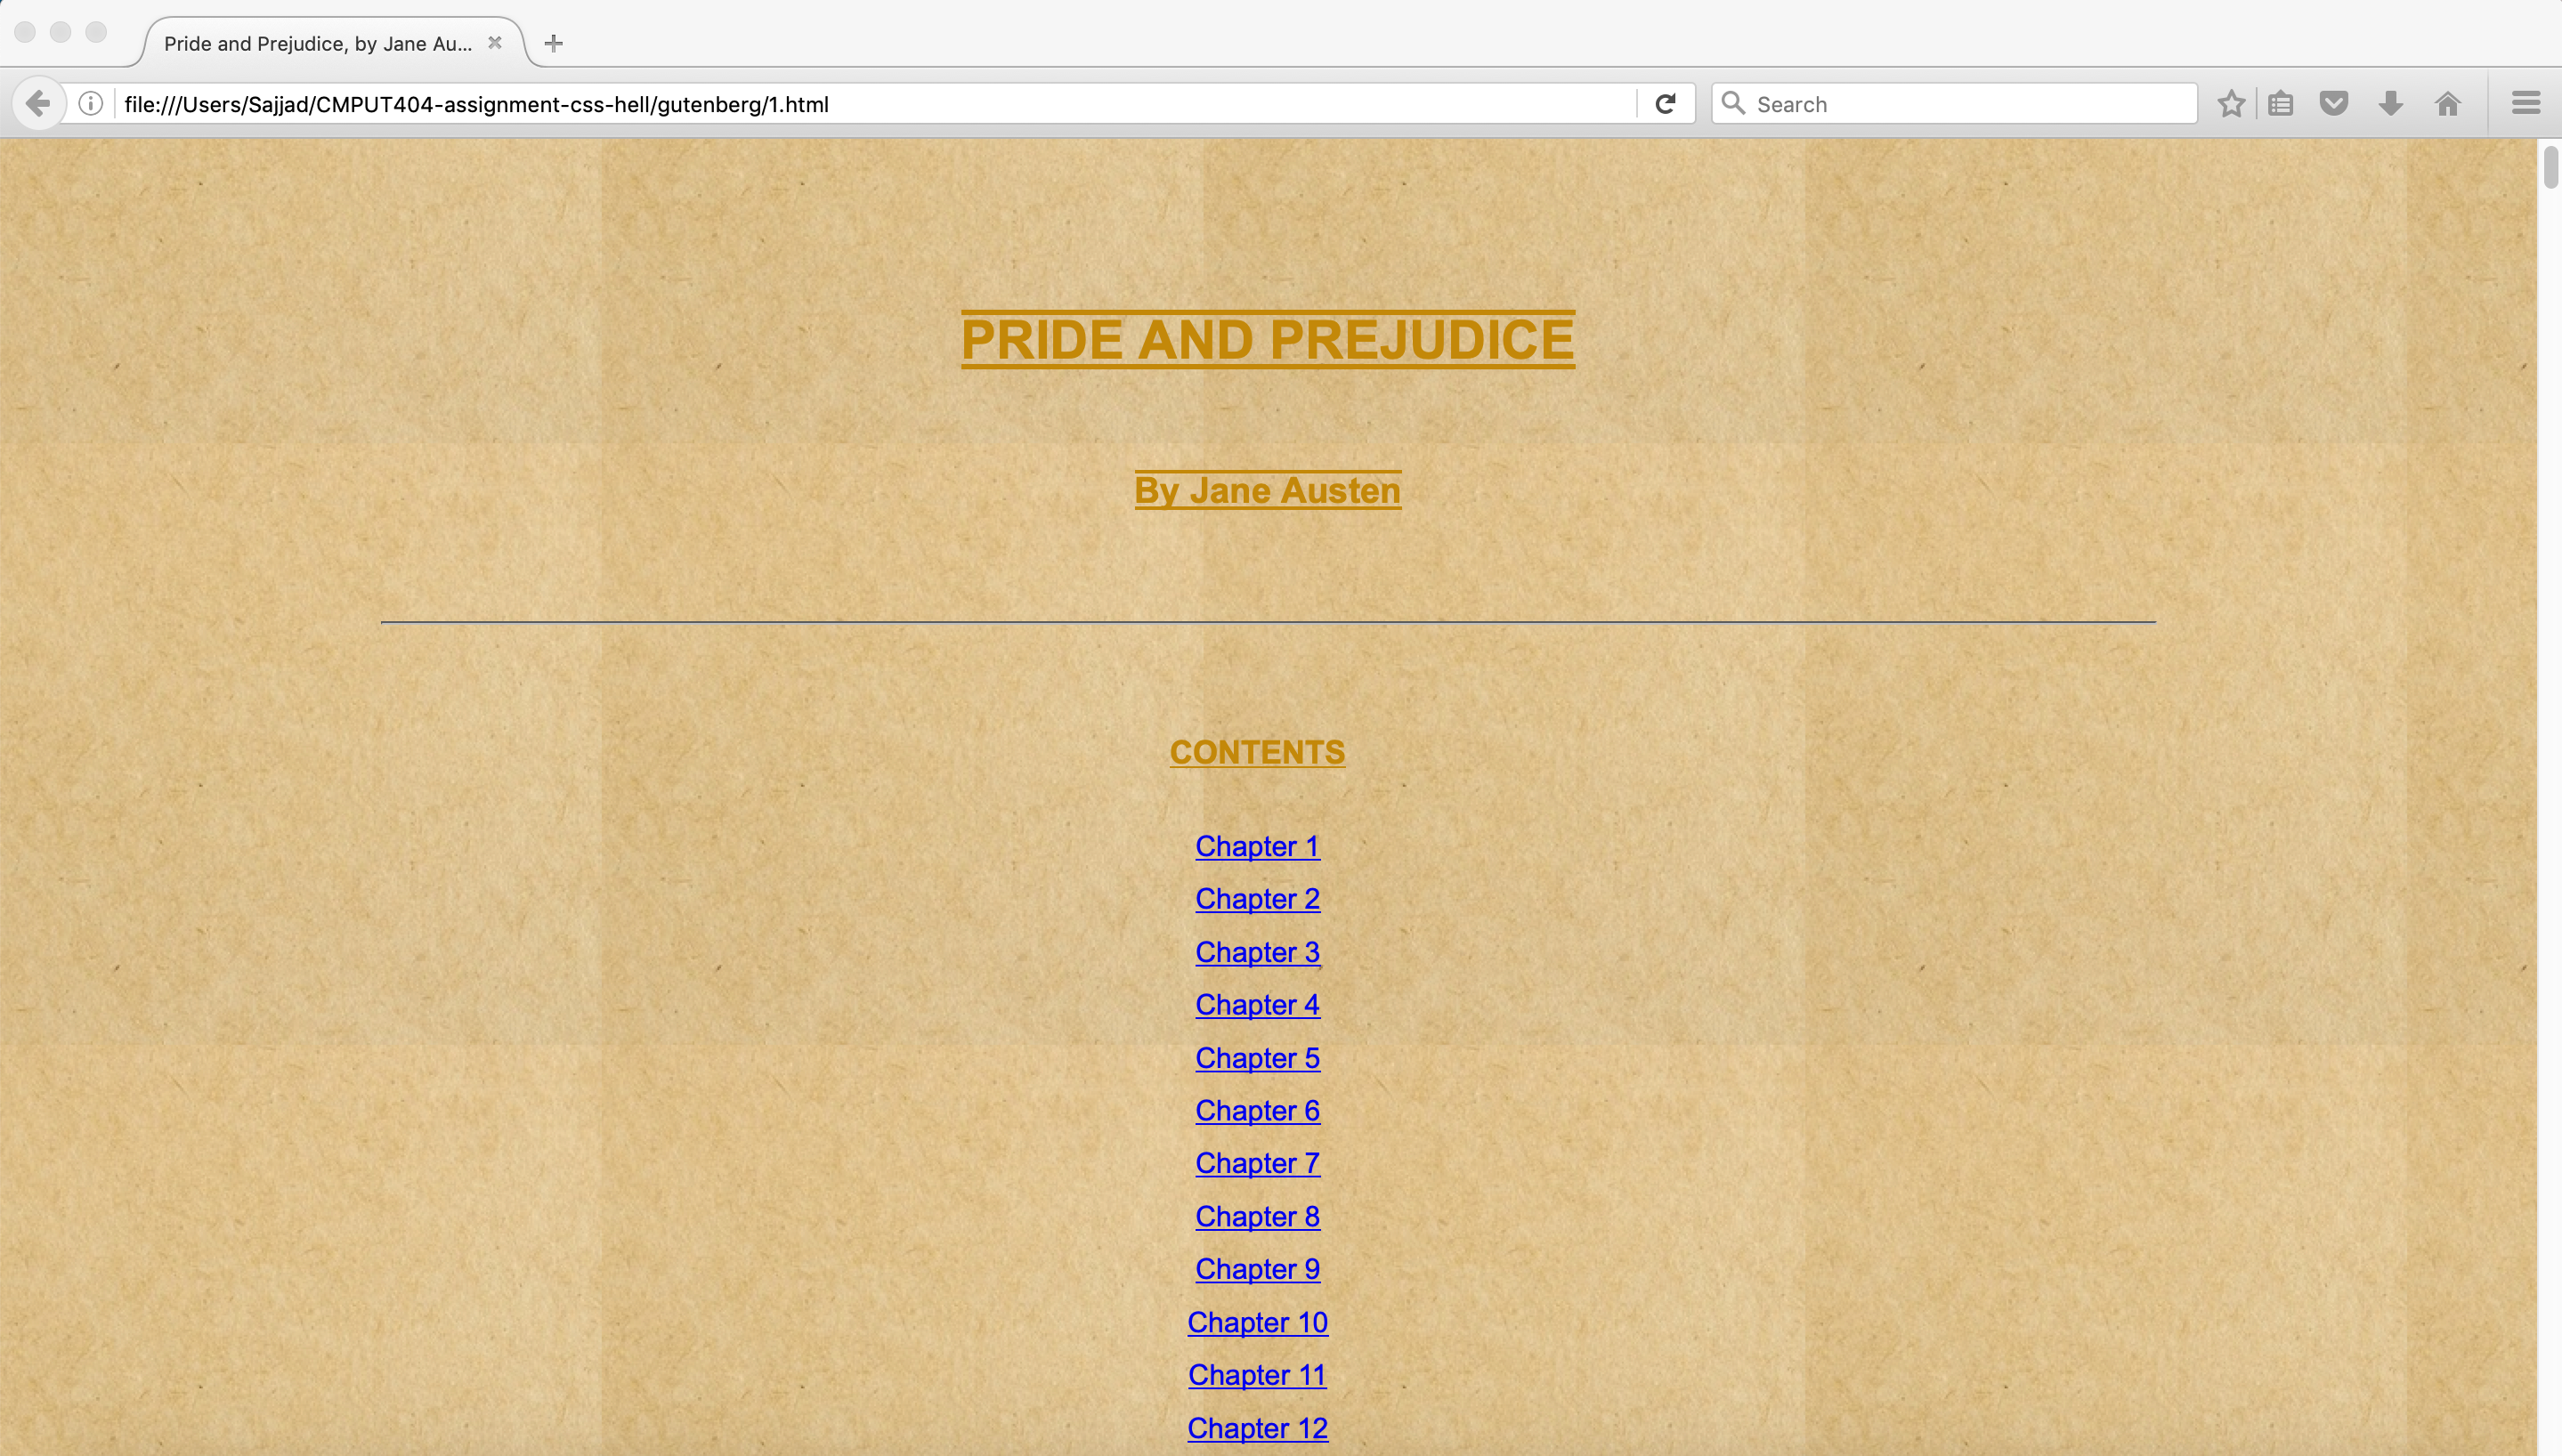 Pride and Prejudice, by Jane Au...
file:///Users/Sajjad/CMPUT404-assignment-css-hell/gutenberg/1.html
Search
PRIDE AND PREJUDICE
By Jane Austen
CONTENTS
Chapter 1
Chapter 2
Chapter 3
Chapter 4
Chapter 5
Chapter 6
Chapter 7
Chapter 8
Chapter 9
Chapter 10
Chapter 11
Chapter 12